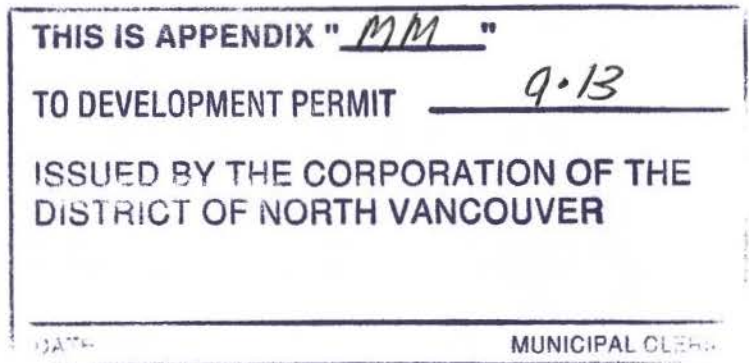 THIS IS APPENDIX " MM "
TO DEVELOPMENT PERMIT 9.13
ISSUED BY THE CORPORATION OF THE
DISTRICT OF NORTH VANCOUVER
DATE MUNICIPAL CLERK